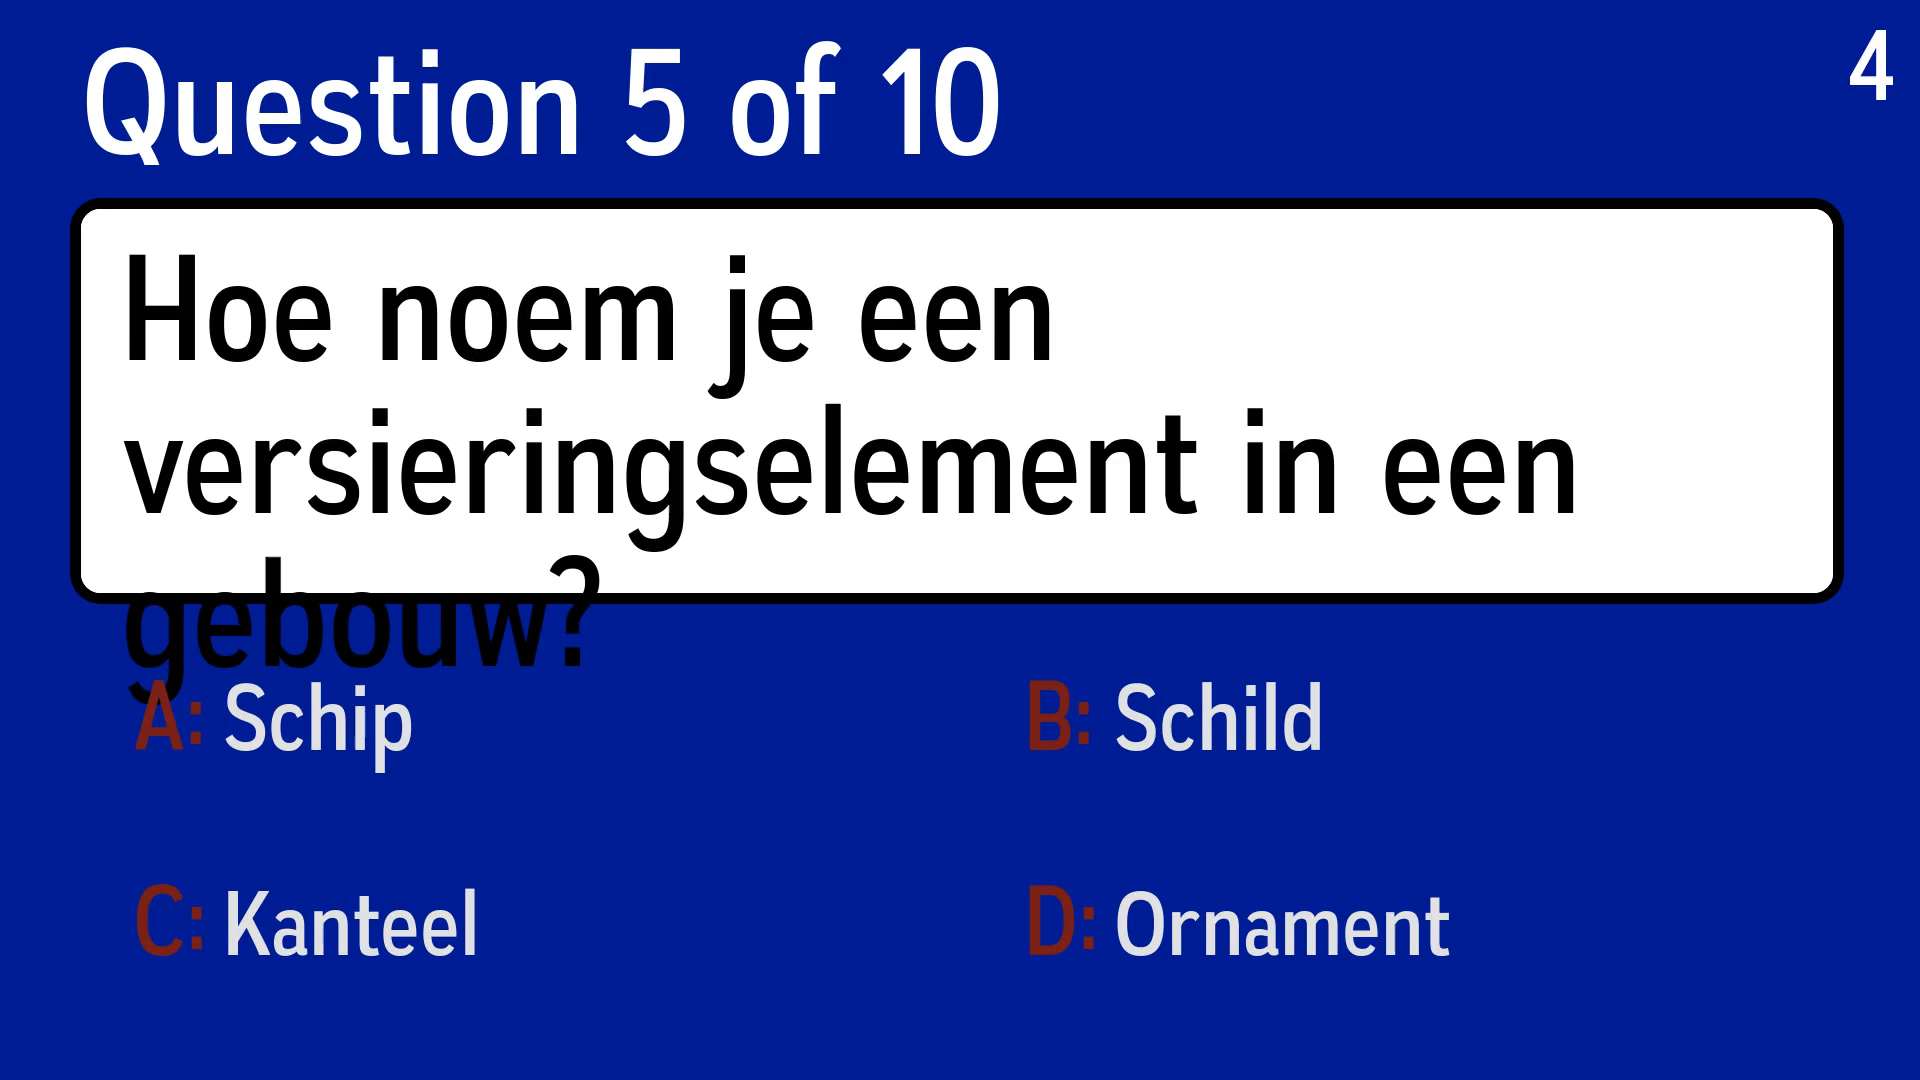 Question 5 of 10
4
Hoe noem je een
versieringselement in een
gebouw?
A: Schip
B: Schild
C: Kanteel
D: Ornament